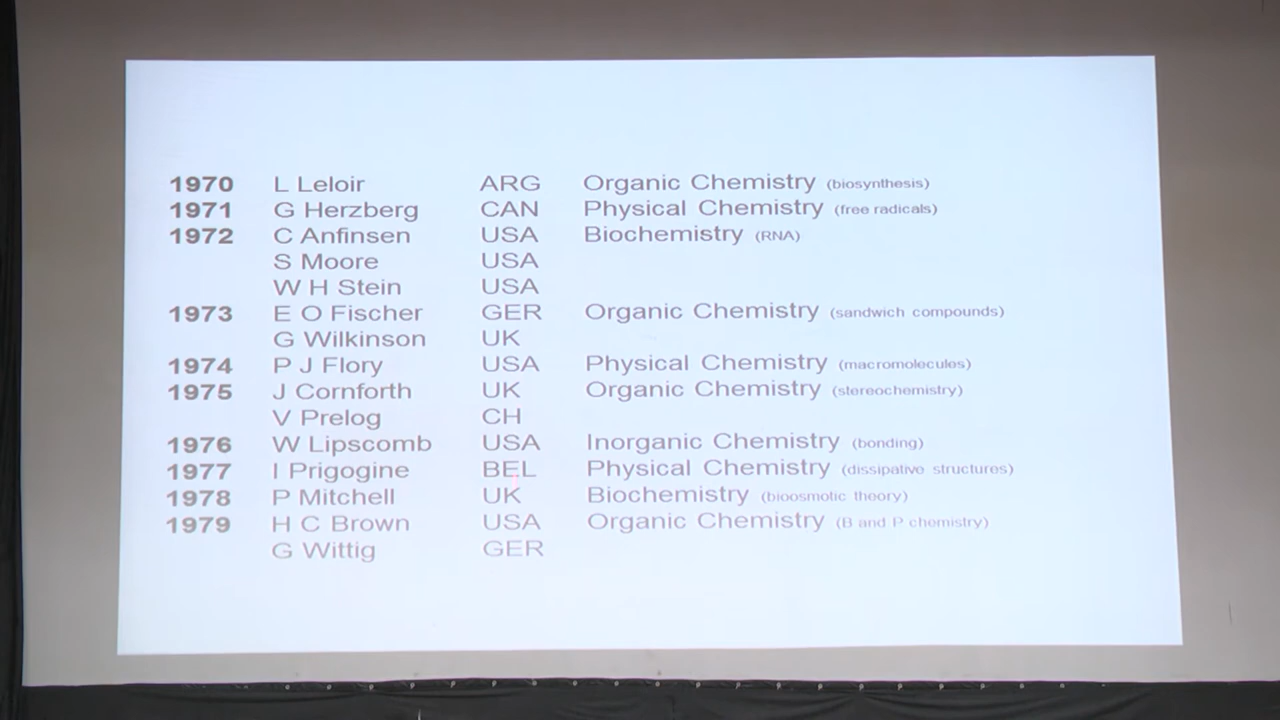 1970 L Leloir ARG Organic Chemistry (biosynthesis)
1971 G Herzberg CAN Physical Chemistry (free radicals)
1972 C Anfinsen USA Biochemistry (RNA)
S Moore USA
W H Stein USA
1973 E O Fischer GER Organic Chemistry (sandwich compounds)
G Wilkinson UK
1974 P J Flory USA Physical Chemistry (macromolecules)
1975 J Cornforth UK Organic Chemistry (stereochemistry)
V Prelog CH
1976 W Lipscomb USA Inorganic Chemistry (bonding)
1977 I Prigogine BEL Physical Chemistry (dissipative structures)
1978 P Mitchell UK Biochemistry (bioosmotic theory)
1979 H C Brown USA Organic Chemistry (B and P chemistry)
G Wittig GER